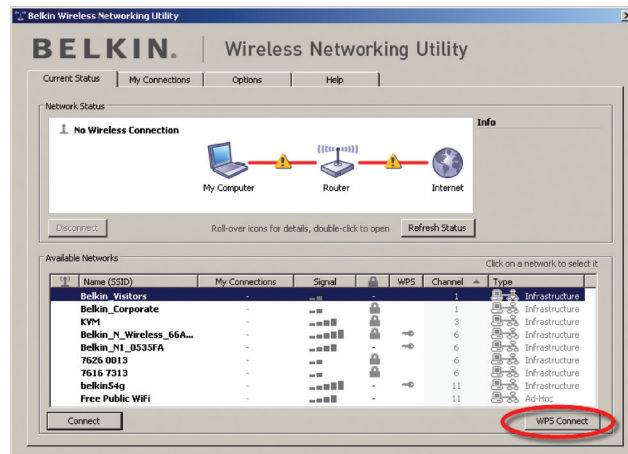 Belkin Wireless Networking Utility
BELKIN. Wireless Networking Utility
Current Status My Connections Options Help
Network Status
No Wireless Connection
Info
My Computer Router Internet
Disconnect Roll-over icons for details, double-click to open Refresh Status
Available Networks
Click on a network to select it
Name (SSID) My Connections Signal WPS Channel Type
Belkin_Visitors - - 1 Infrastructure
Belkin_Corporate - 1 Infrastructure
KVM - 3 Infrastructure
Belkin_N_Wireless_66A... - 6 Infrastructure
Belkin_N1_0535FA - - 6 Infrastructure
7626 0013 - 6 Infrastructure
7616 7313 - 6 Infrastructure
belkin54g - - 11 Infrastructure
Free Public WiFi - - 11 Ad-Hoc
Connect WPS Connect